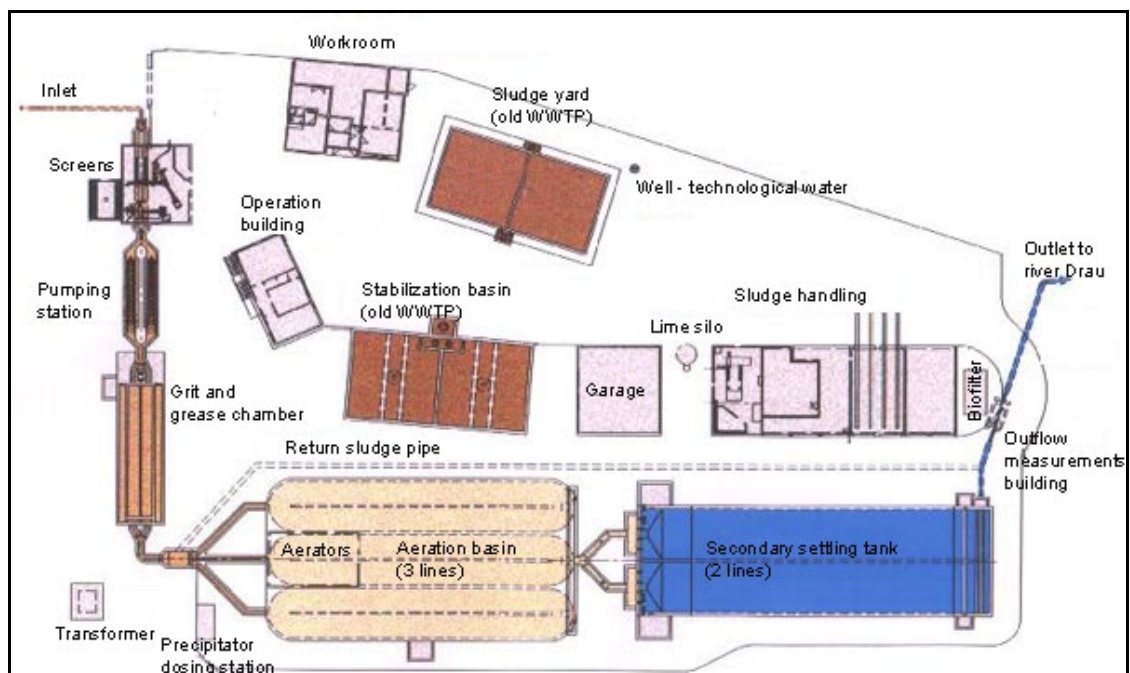 Workroom
Inlet
Sludge yard
(old WWTP)
Screens
Well - technological water
Operation
building
Outlet to
river Drau
Pumping
station
Stabilization basin
(old WWTP)
Sludge handling
Lime silo
Grit and
grease chamber
Garage
Biofilter
Return sludge pipe
Outflow
measurements
building
Aerators
Aeration basin
(3 lines)
Secondary settling tank
(2 lines)
Transformer
Precipitator
dosing station